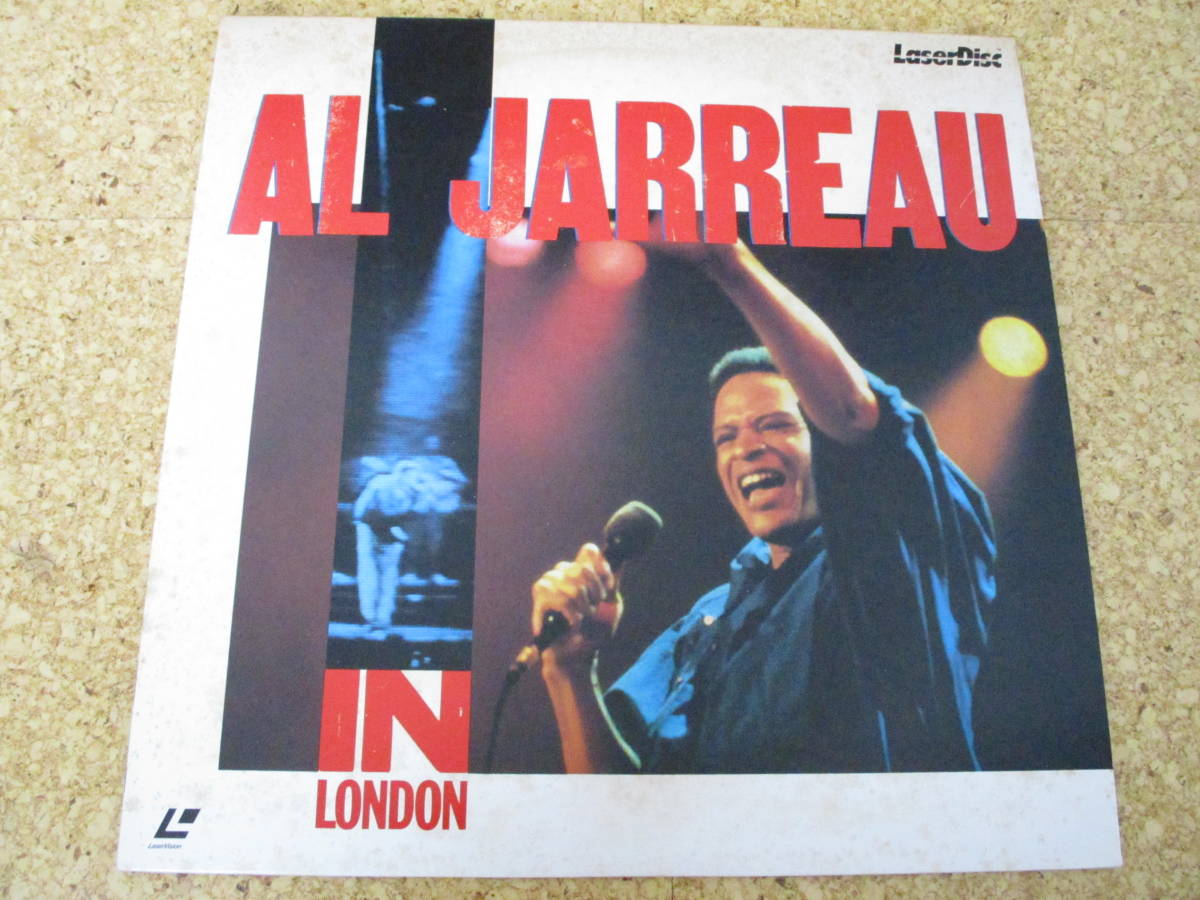 LaserDisc
AL JARREAU
IN
LONDON
LaserVision